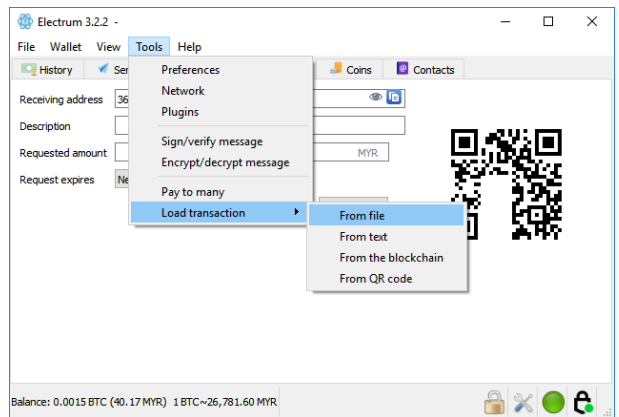 Electrum 3.2.2 -
File Wallet View Tools Help
History Coins Contacts
Preferences
Network
Plugins
Sign/verify message
Encrypt/decrypt message
Pay to many
Load transaction
From file
From text
From the blockchain
From QR code
Receiving address 36
Description
Requested amount MYR
Request expires
Balance: 0.0015 BTC (40.17 MYR) 1 BTC~26,781.60 MYR